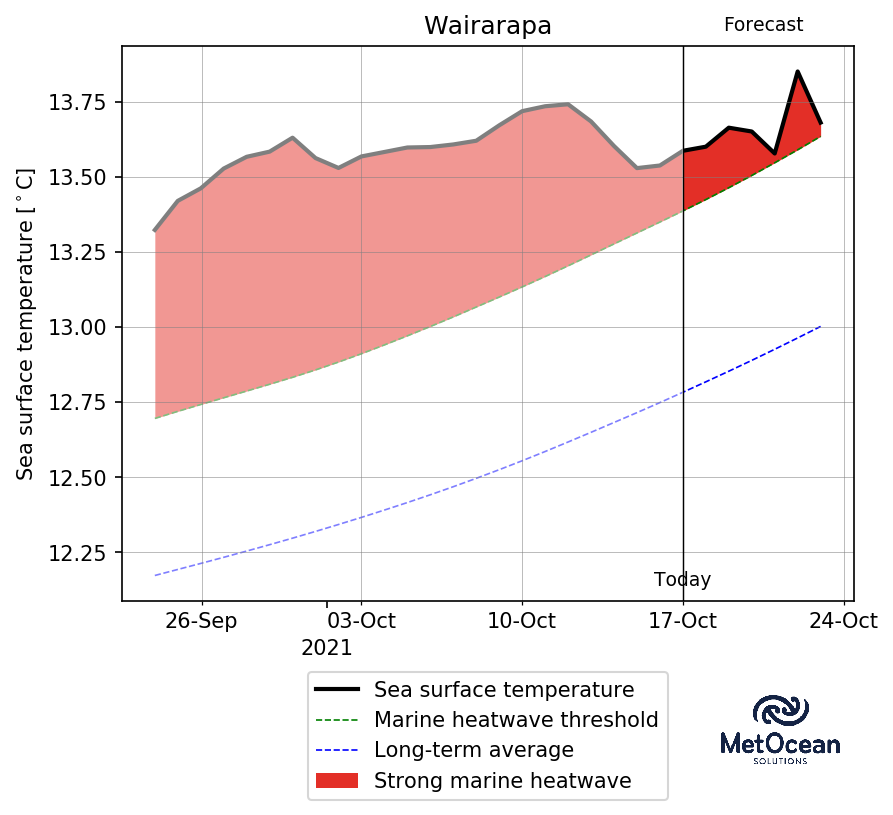 Wairarapa
Forecast
Sea surface temperature [°C]
13.75
13.50
13.25
13.00
12.75
12.50
12.25
Today
26-Sep 03-Oct 10-Oct 17-Oct 24-Oct
2021
Sea surface temperature
Marine heatwave threshold
Long-term average
Strong marine heatwave
MetOcean
SOLUTIONS